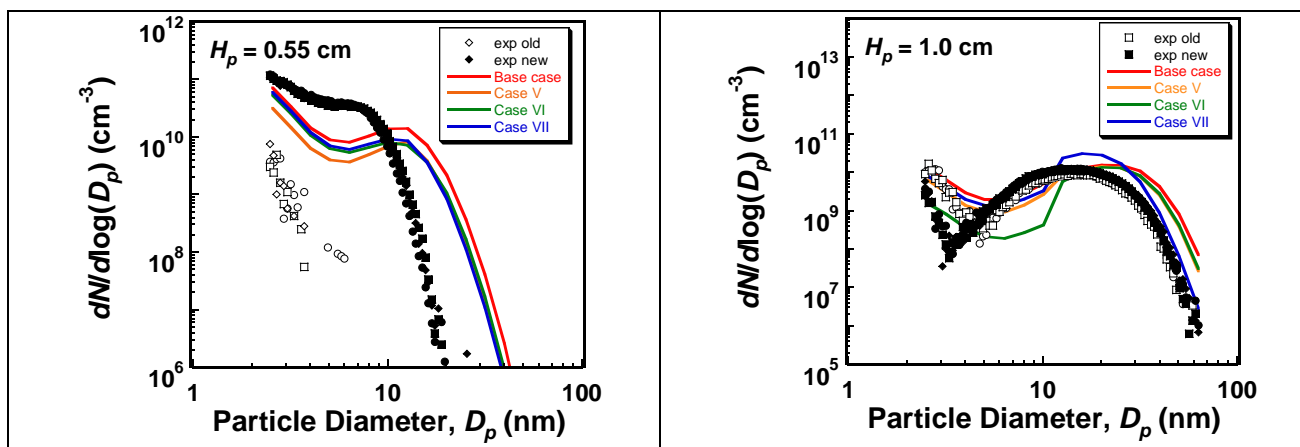 H_p = 0.55 cm
exp old
exp new
Base case
Case V
Case VI
Case VII
10^12
10^10
10^8
10^6
dN/dlog(D_p) (cm^-3)
1
10
100
Particle Diameter, D_p (nm)
H_p = 1.0 cm
exp old
exp new
Base case
Case V
Case VI
Case VII
10^13
10^11
10^10
10^9
10^7
10^5
dN/dlog(D_p) (cm^-3)
1
10
100
Particle Diameter, D_p (nm)